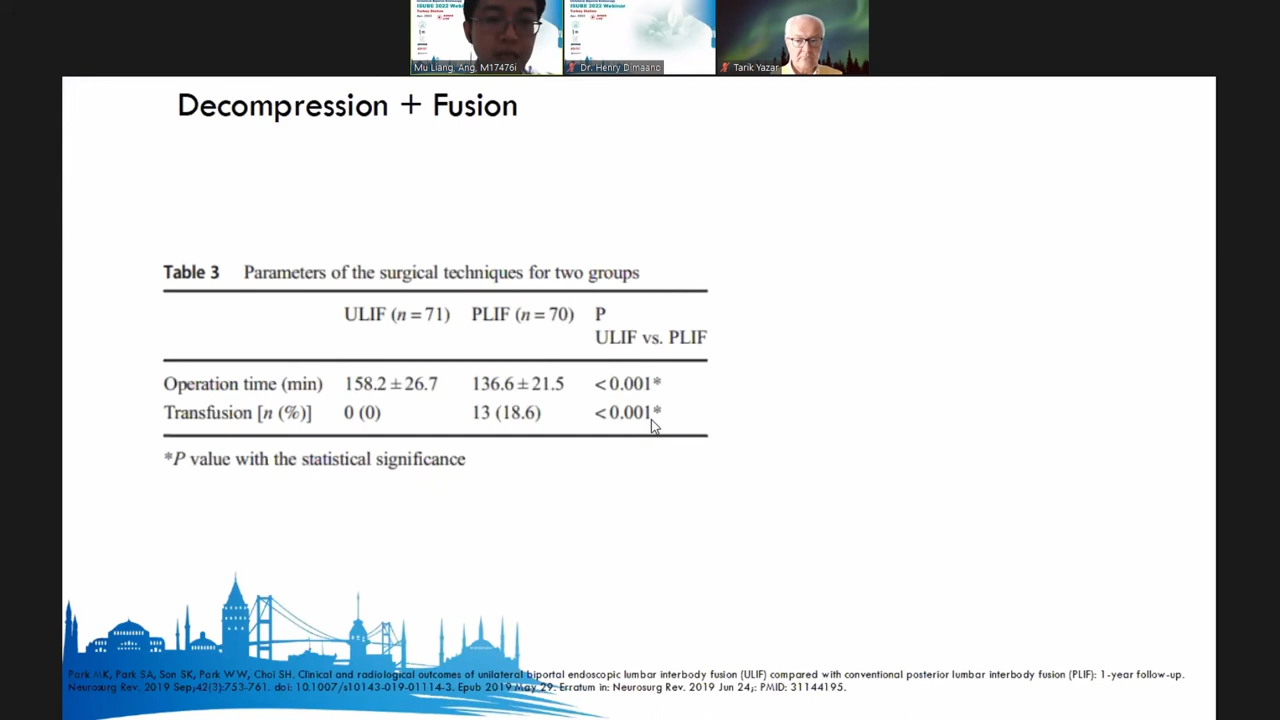 ISUBE 2022 Webinar
Mu Liang, Ang, M17476i
Dr. Henry Dimaano
Tarik Yazar
Decompression + Fusion
Table 3 Parameters of the surgical techniques for two groups
ULIF (n = 71) PLIF (n = 70) P
ULIF vs. PLIF
Operation time (min) 158.2 ± 26.7 136.6 ± 21.5 < 0.001*
Transfusion [n (%)] 0 (0) 13 (18.6) < 0.001*
*P value with the statistical significance
Park MK, Park SA, Son SK, Park WW, Choi SH. Clinical and radiological outcomes of unilateral biportal endoscopic lumbar interbody fusion (ULIF) compared with conventional posterior lumbar interbody fusion (PLIF): 1-year follow-up.
Neurosurg Rev. 2019 Sep;42(3):753-761. doi: 10.1007/s10143-019-01114-3. Epub 2019 May 29. Erratum in: Neurosurg Rev. 2019 Jun 24;: PMID: 31144195.